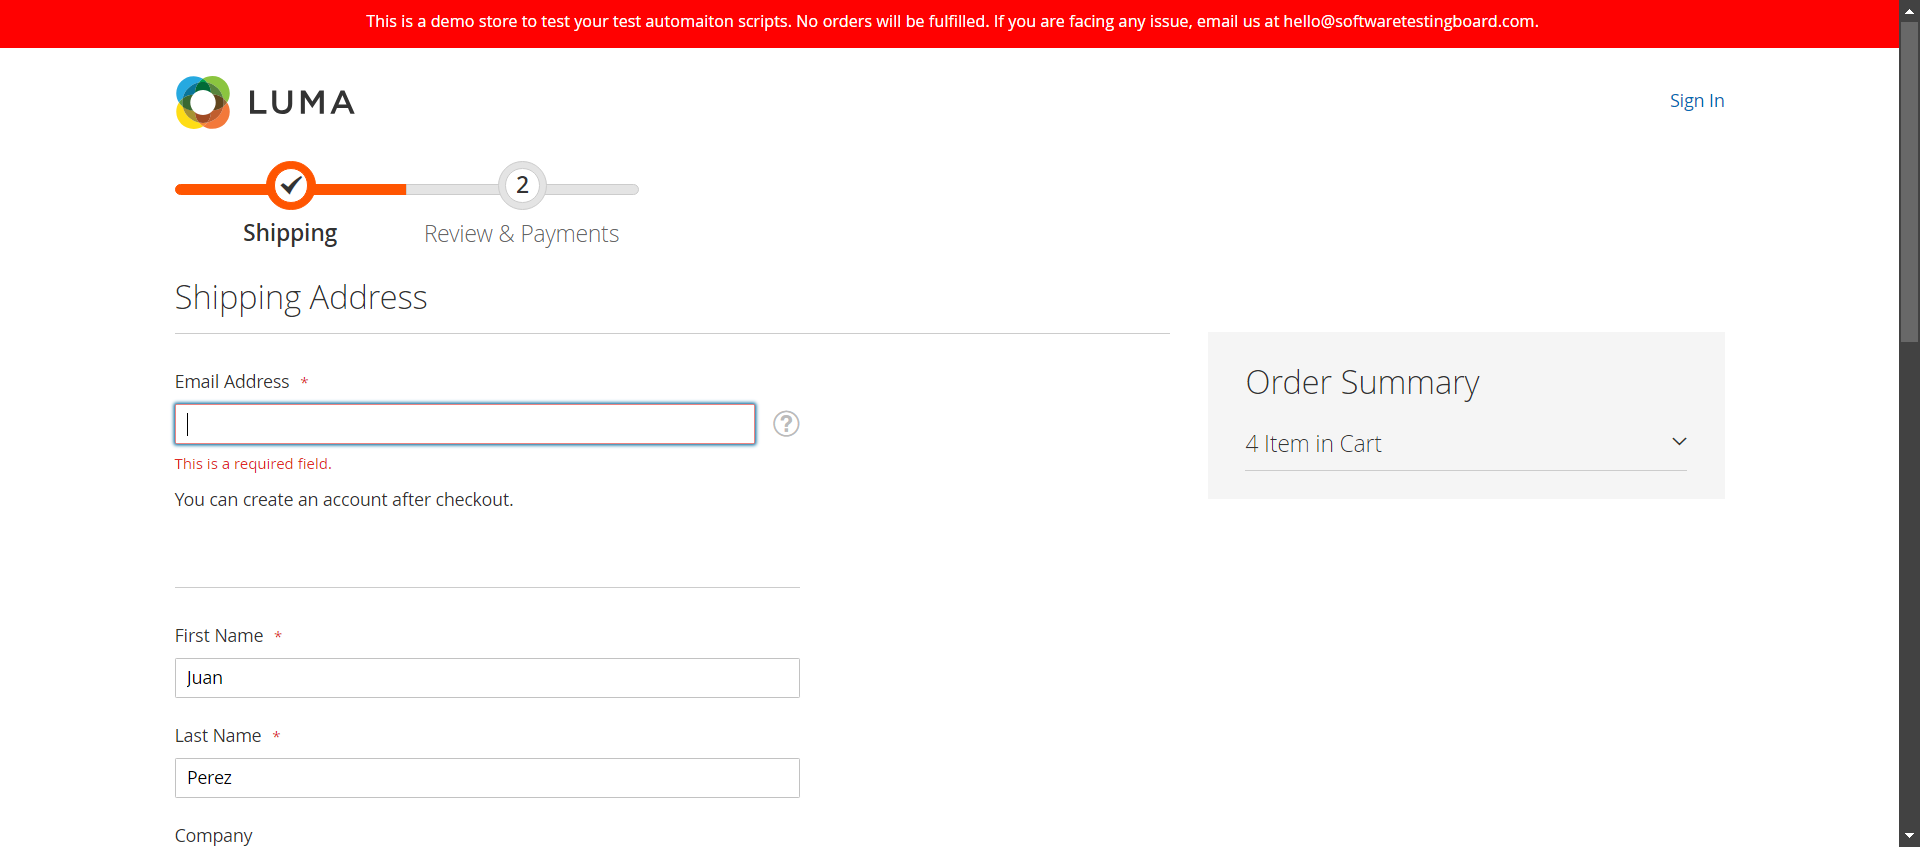 This is a demo store to test your test automaiton scripts. No orders will be fulfilled. If you are facing any issue, email us at hello@softwaretestingboard.com.
LUMA
Sign In
2
Shipping
Review & Payments
Shipping Address
Email Address *
?
This is a required field.
You can create an account after checkout.
Order Summary
4 Item in Cart
First Name *
Juan
Last Name *
Perez
Company